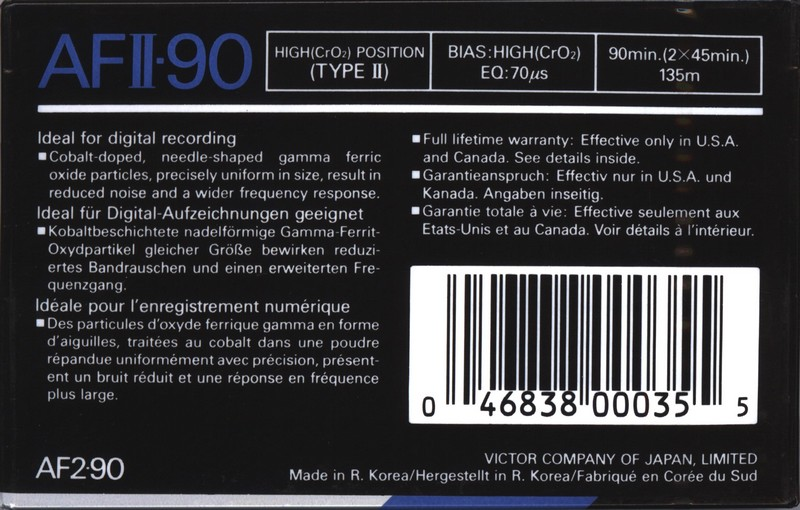 AFII·90
HIGH(CrO₂) POSITION
(TYPE II)
BIAS:HIGH(CrO₂)
EQ:70μs
90min.(2×45min.)
135m
Ideal for digital recording
■Cobalt-doped, needle-shaped gamma ferric
oxide particles, precisely uniform in size, result in
reduced noise and a wider frequency response.
Ideal für Digital-Aufzeichnungen geeignet
■Kobaltbeschichtete nadelförmige Gamma-Ferrit-
Oxydpartikel gleicher Größe bewirken reduzi-
ertes Bandrauschen und einen erweiterten Fre-
quenzgang.
Idéale pour l'enregistrement numérique
■Des particules d'oxyde ferrique gamma en forme
d'aiguilles, traitées au cobalt dans une poudre
répandue uniformément avec précision, présent-
ent un bruit réduit et une réponse en fréquence
plus large.
■Full lifetime warranty: Effective only in U.S.A.
and Canada. See details inside.
■Garantieanspruch: Effectiv nur in U.S.A. und
Kanada. Angaben inseitig.
■Garantie totale à vie: Effective seulement aux
Etats-Unis et au Canada. Voir détails à l'intérieur.
0 46838 00035 5
AF2·90
VICTOR COMPANY OF JAPAN, LIMITED
Made in R. Korea/Hergestellt in R. Korea/Fabriqué en Corée du Sud